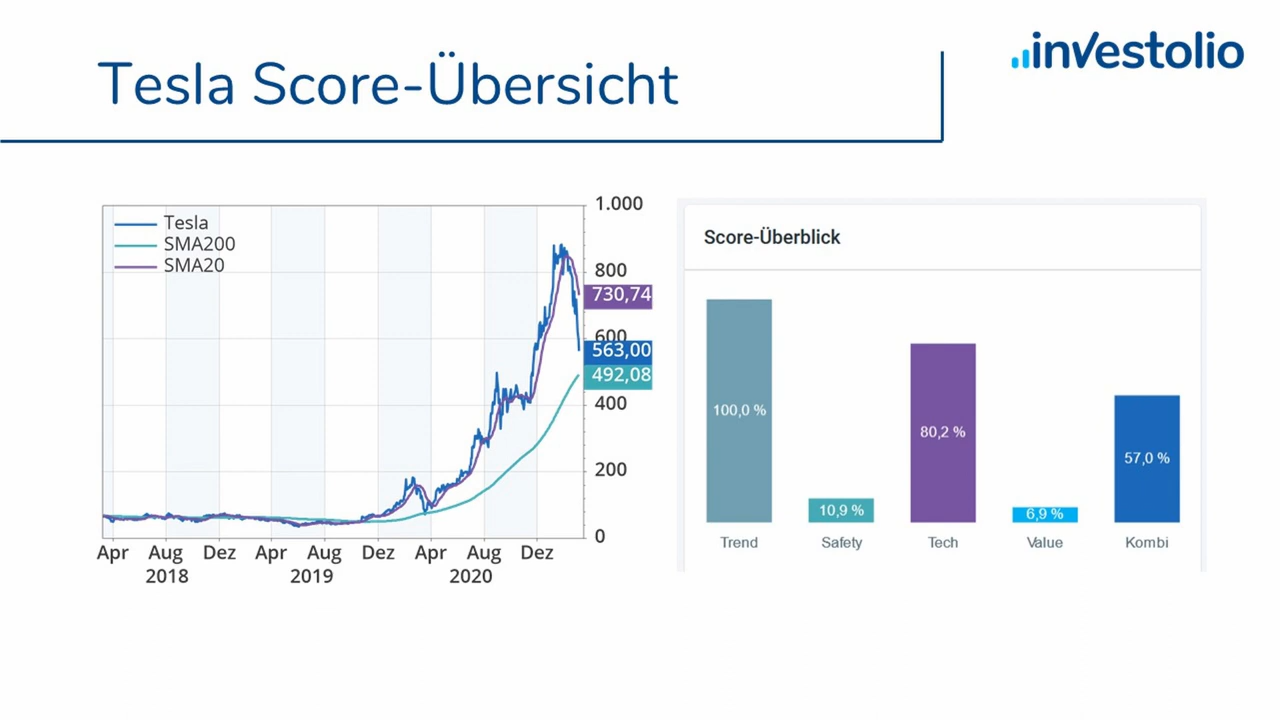 Tesla Score-Übersicht
investolio
Tesla
SMA200
SMA20
1.000
800
730,74
600
563,00
492,08
400
200
0
Apr Aug Dez Apr Aug Dez Apr Aug Dez
2018 2019 2020
Score-Überblick
100,0 %
10,9 %
80,2 %
6,9 %
57,0 %
Trend Safety Tech Value Kombi